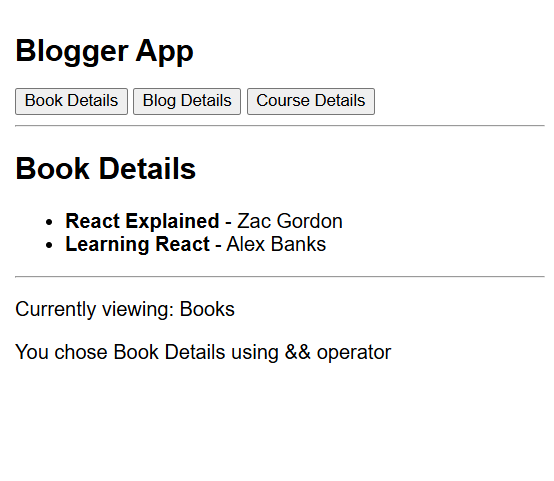 Blogger App
Book Details Blog Details Course Details
Book Details
• React Explained - Zac Gordon
• Learning React - Alex Banks
Currently viewing: Books
You chose Book Details using && operator